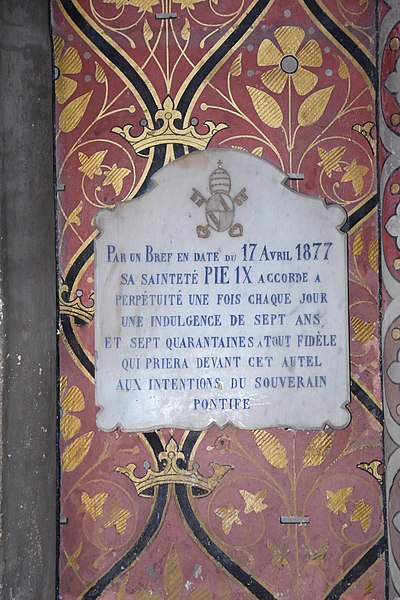 PAR UN BREF EN DATE DU 17 AVRIL 1877
SA SAINTETÉ PIE IX ACCORDE A
PERPÉTUITÉ UNE FOIS CHAQUE JOUR
UNE INDULGENCE DE SEPT ANS
ET SEPT QUARANTAINES A TOUT FIDÈLE
QUI PRIERA DEVANT CET AUTEL
AUX INTENTIONS DU SOUVERAIN
PONTIFE